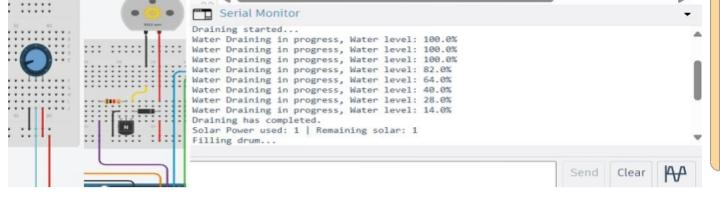 Serial Monitor
Draining started...
Water Draining in progress, Water level: 100.0%
Water Draining in progress, Water level: 100.0%
Water Draining in progress, Water level: 100.0%
Water Draining in progress, Water level: 82.0%
Water Draining in progress, Water level: 64.0%
Water Draining in progress, Water level: 40.0%
Water Draining in progress, Water level: 28.0%
Water Draining in progress, Water level: 14.0%
Draining has completed.
Solar Power used: 1 | Remaining solar: 1
Filling drum...
Send
Clear